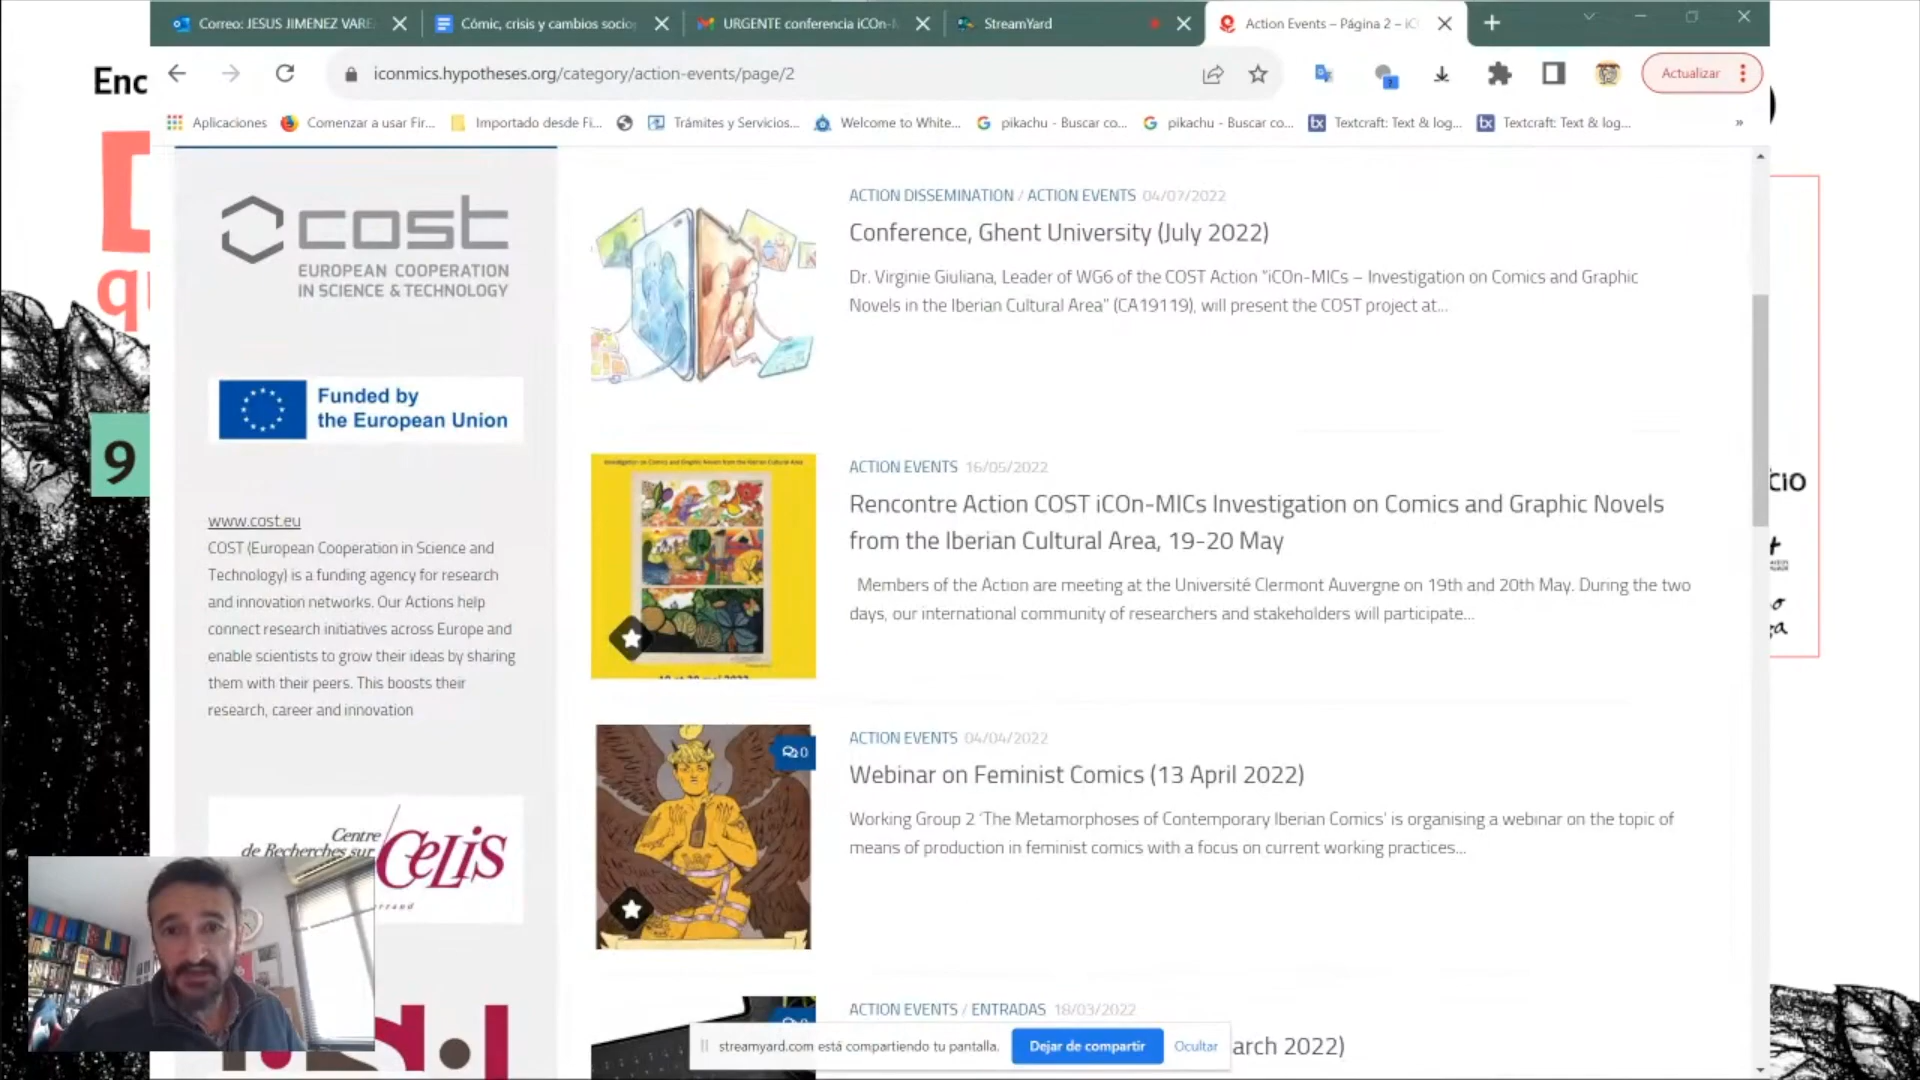 Correo: JESUS JIMENEZ VARE
Cómic, crisis y cambios socio
URGENTE conferencia iCOn-
StreamYard
Action Events – Página 2 – iC
iconmics.hypotheses.org/category/action-events/page/2
Actualizar
Aplicaciones
Comenzar a usar Fir...
Importado desde Fi...
Trámites y Servicios...
Welcome to White...
pikachu - Buscar co...
pikachu - Buscar co...
Textcraft: Text & log...
Textcraft: Text & log...
»
Enc
9
cost
EUROPEAN COOPERATION
IN SCIENCE & TECHNOLOGY
Funded by
the European Union
www.cost.eu
COST (European Cooperation in Science and
Technology) is a funding agency for research
and innovation networks. Our Actions help
connect research initiatives across Europe and
enable scientists to grow their ideas by sharing
them with their peers. This boosts their
research, career and innovation
Centre
de Recherches sur
CELIS
ACTION DISSEMINATION / ACTION EVENTS 04/07/2022
Conference, Ghent University (July 2022)
Dr. Virginie Giuliana, Leader of WG6 of the COST Action “iCOn-MICs – Investigation on Comics and Graphic
Novels in the Iberian Cultural Area” (CA19119), will present the COST project at...
Investigation on Comics and Graphic Novels from the Iberian Cultural Area
ACTION EVENTS 16/05/2022
Rencontre Action COST iCOn-MICs Investigation on Comics and Graphic Novels
from the Iberian Cultural Area, 19-20 May
Members of the Action are meeting at the Université Clermont Auvergne on 19th and 20th May. During the two
days, our international community of researchers and stakeholders will participate...
0
ACTION EVENTS 04/04/2022
Webinar on Feminist Comics (13 April 2022)
Working Group 2 ‘The Metamorphoses of Contemporary Iberian Comics’ is organising a webinar on the topic of
means of production in feminist comics with a focus on current working practices...
ACTION EVENTS / ENTRADAS 18/03/2022
arch 2022)
streamyard.com está compartiendo tu pantalla.
Dejar de compartir
Ocultar